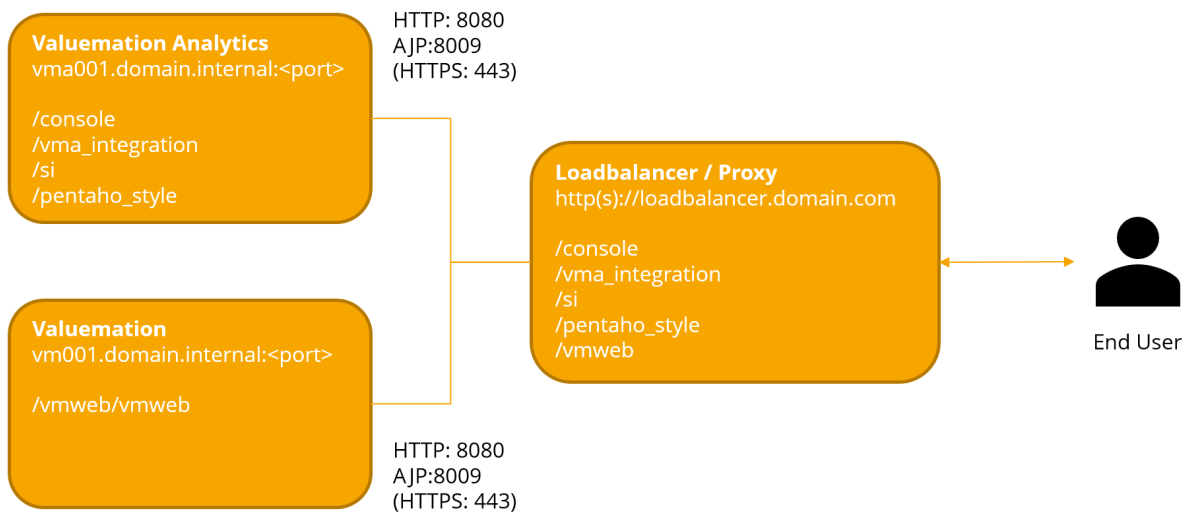 Valuemation Analytics
vma001.domain.internal:<port>
/console
/vma_integration
/si
/pentaho_style
HTTP: 8080
AJP:8009
(HTTPS: 443)
Loadbalancer / Proxy
http(s)://loadbalancer.domain.com
/console
/vma_integration
/si
/pentaho_style
/vmweb
End User
Valuemation
vm001.domain.internal:<port>
/vmweb/vmweb
HTTP: 8080
AJP:8009
(HTTPS: 443)